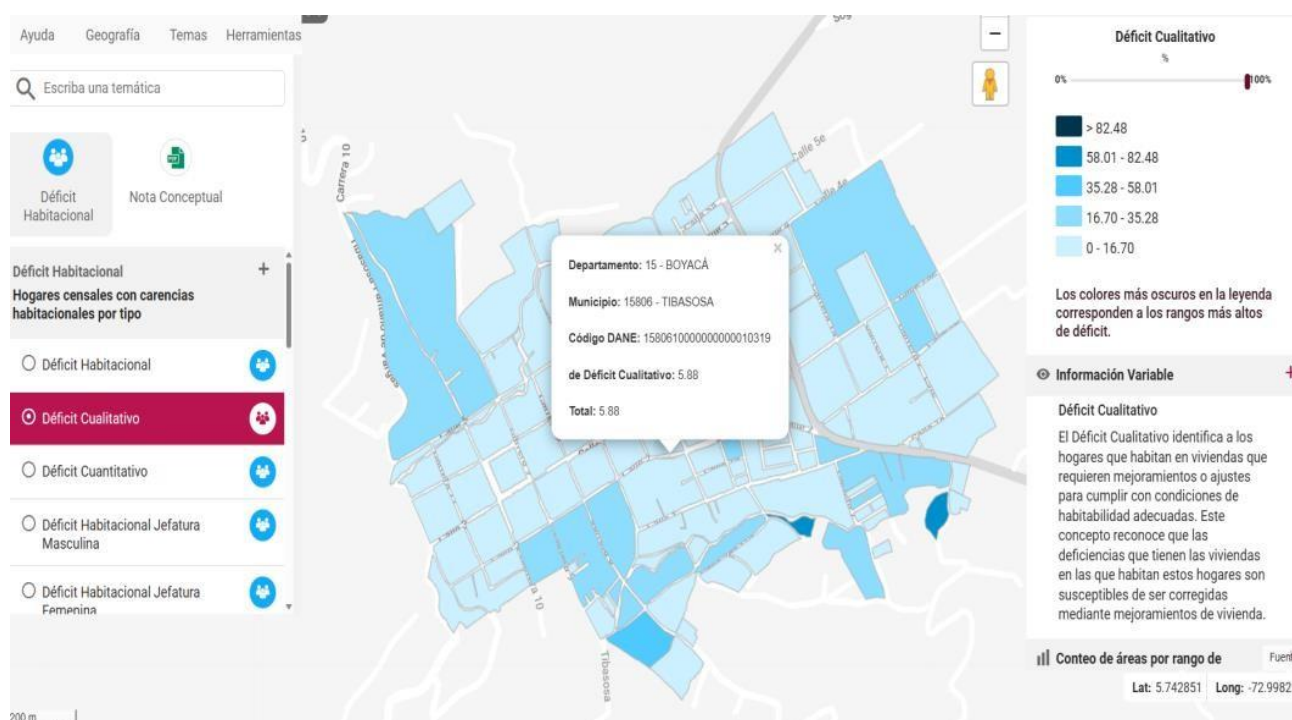 Ayuda Geografía Temas Herramientas
Escriba una temática
Déficit
Habitacional
Nota Conceptual
Déficit Habitacional +
Hogares censales con carencias
habitacionales por tipo
Déficit Habitacional
Déficit Cualitativo
Déficit Cuantitativo
Déficit Habitacional Jefatura
Masculina
Déficit Habitacional Jefatura
Femenina
200 m
Carrera 10
Calle 5e
Calle 4e
×
Departamento: 15 - BOYACÁ
Municipio: 15806 - TIBASOSA
Código DANE: 1580610000000000010319
de Déficit Cualitativo: 5.88
Total: 5.88
10
Tibasosa
−
Déficit Cualitativo
%
0% 100%
> 82.48
58.01 - 82.48
35.28 - 58.01
16.70 - 35.28
0 - 16.70
Los colores más oscuros en la leyenda
corresponden a los rangos más altos
de déficit.
Información Variable +
Déficit Cualitativo
El Déficit Cualitativo identifica a los
hogares que habitan en viviendas que
requieren mejoramientos o ajustes
para cumplir con condiciones de
habitabilidad adecuadas. Este
concepto reconoce que las
deficiencias que tienen las viviendas
en las que habitan estos hogares son
susceptibles de ser corregidas
mediante mejoramientos de vivienda.
Conteo de áreas por rango de Fuent
Lat: 5.742851 Long: -72.9982